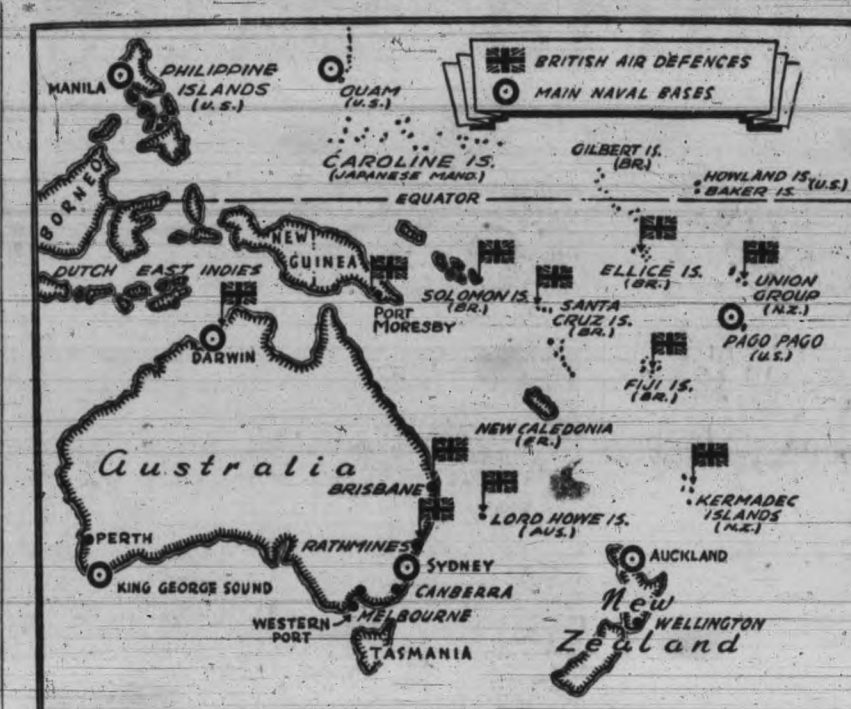 BRITISH AIR DEFENCES
MAIN NAVAL BASES
MANILA
PHILIPPINE
ISLANDS
(U.S.)
GUAM
(U.S.)
CAROLINE IS.
(JAPANESE MAND.)
GILBERT IS.
(BR.)
HOWLAND IS.
BAKER IS.
(U.S.)
EQUATOR
BORNEO
NEW
GUINEA
DUTCH EAST INDIES
SOLOMON IS.
(BR.)
ELLICE IS.
(BR.)
UNION
GROUP
(N.Z.)
PORT
MORESBY
SANTA
CRUZ IS.
(BR.)
PAGO PAGO
(U.S.)
DARWIN
FIJI IS.
(BR.)
NEW CALEDONIA
(FR.)
Australia
BRISBANE
LORD HOWE IS.
(AUS.)
KERMADEC
ISLANDS
(N.Z.)
PERTH
RATHMINES
SYDNEY
AUCKLAND
KING GEORGE SOUND
CANBERRA
New
Zealand
WESTERN
PORT
MELBOURNE
WELLINGTON
TASMANIA